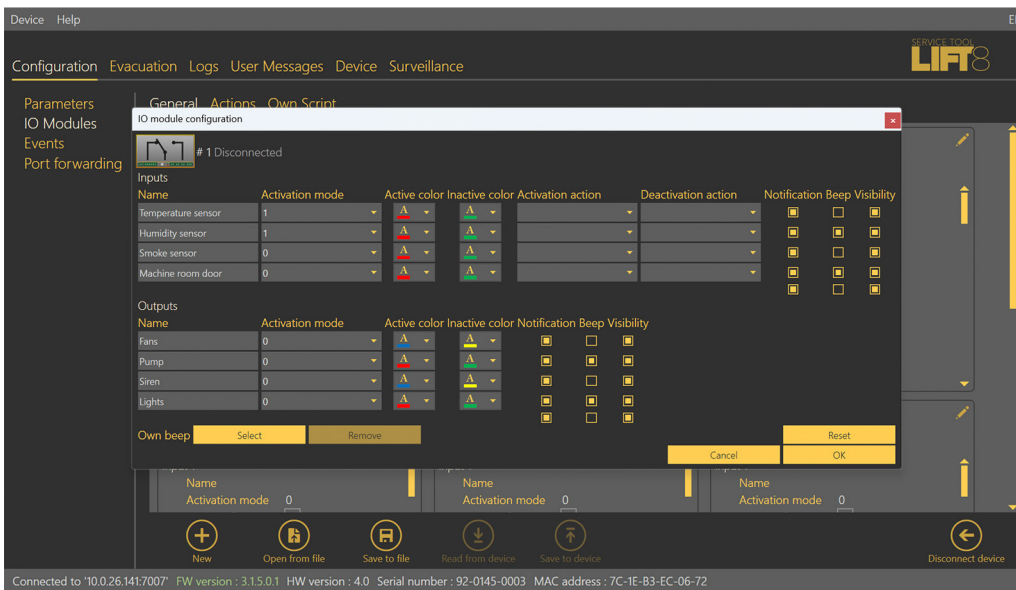 Device Help
SERVICE TOOL
LIFT8
Configuration Evacuation Logs User Messages Device Surveillance
Parameters
IO Modules
Events
Port forwarding
General Actions Own Script
IO module configuration
# 1 Disconnected
Inputs
Name Activation mode Active color Inactive color Activation action Deactivation action Notification Beep Visibility
Temperature sensor 1 A A
Humidity sensor 1 A A
Smoke sensor 0 A A
Machine room door 0 A A
Outputs
Name Activation mode Active color Inactive color Notification Beep Visibility
Fans 0 A A
Pump 0 A A
Siren 0 A A
Lights 0 A A
Own beep Select Remove Reset
Cancel OK
Name Name Name
Activation mode 0 Activation mode 0 Activation mode 0
New Open from file Save to file Read from device Save to device Disconnect device
Connected to '10.0.26.141:7007' FW version : 3.1.5.0.1 HW version : 4.0 Serial number : 92-0145-0003 MAC address : 7C-1E-B3-EC-06-72